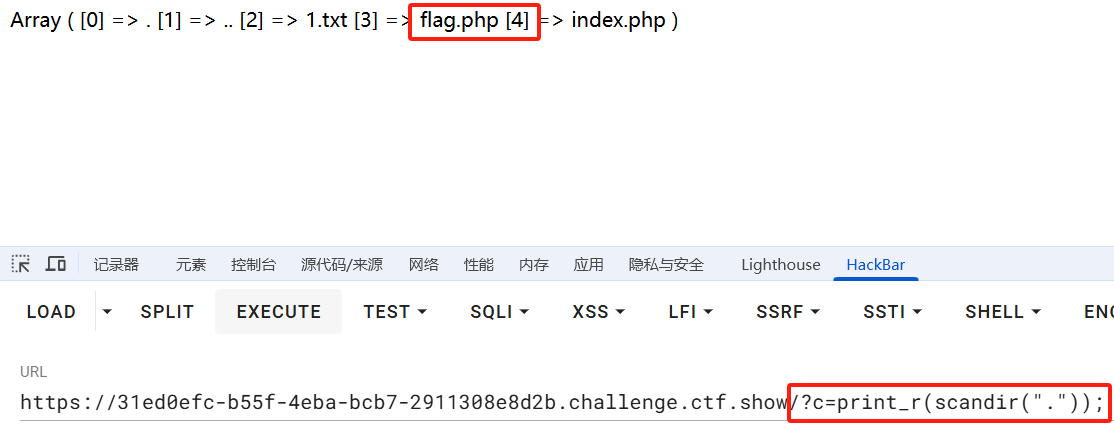 Array ( [0] => . [1] => .. [2] => 1.txt [3] => flag.php [4] => index.php )
记录器 元素 控制台 源代码/来源 网络 性能 内存 应用 隐私与安全 Lighthouse HackBar
LOAD SPLIT EXECUTE TEST SQLI XSS LFI SSRF SSTI SHELL ENC
URL
https://31ed0efc-b55f-4eba-bcb7-2911308e8d2b.challenge.ctf.show/?c=print_r(scandir("."));